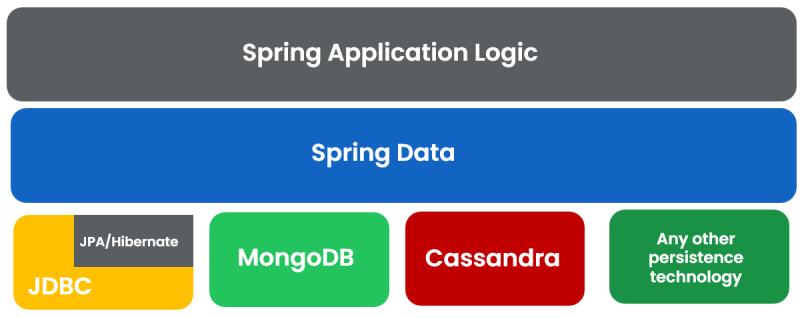 Spring Application Logic
Spring Data
JPA/Hibernate
JDBC
MongoDB
Cassandra
Any other
persistence
technology